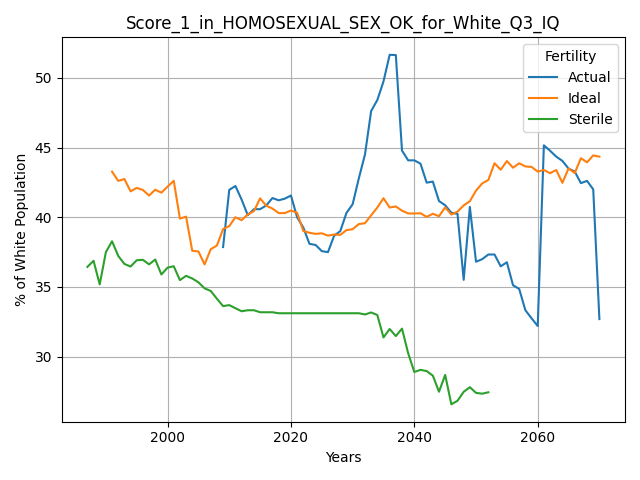 Score_1_in_HOMOSEXUAL_SEX_OK_for_White_Q3_IQ
% of White Population
50
45
40
35
30
2000
2020
2040
2060
Years
Fertility
Actual
Ideal
Sterile